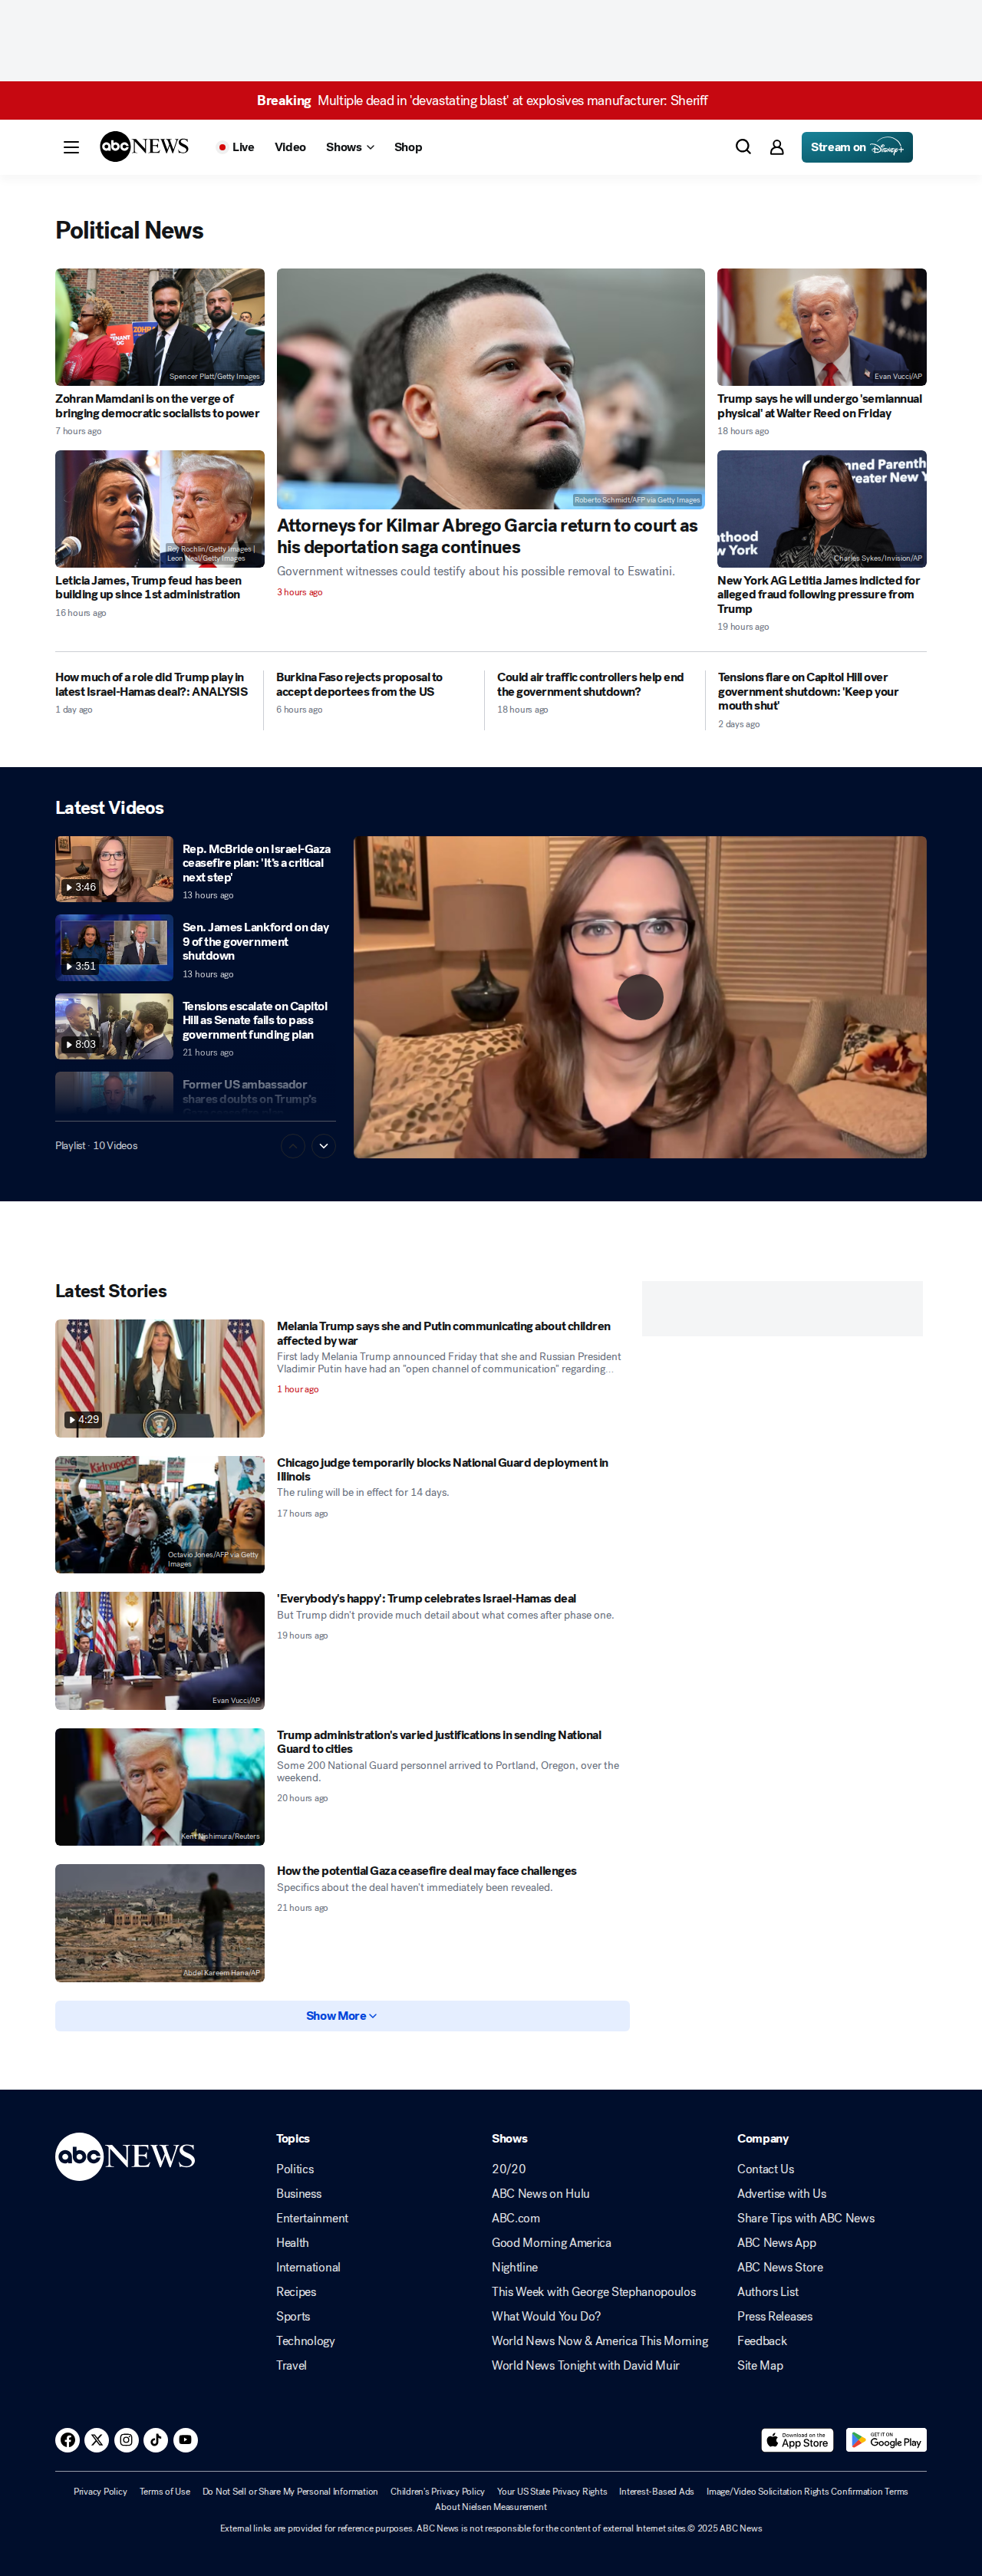 Breaking Multiple dead in 'devastating blast' at explosives manufacturer: Sheriff
abc NEWS
Live
Video
Shows
Shop
Stream on Disney+
Political News
Spencer Platt/Getty Images
Zohran Mamdani is on the verge of
bringing democratic socialists to power
7 hours ago
Roy Rochlin/Getty Images |
Leon Neal/Getty Images
Leticia James, Trump feud has been
building up since 1st administration
16 hours ago
Roberto Schmidt/AFP via Getty Images
Attorneys for Kilmar Abrego Garcia return to court as
his deportation saga continues
Government witnesses could testify about his possible removal to Eswatini.
3 hours ago
Evan Vucci/AP
Trump says he will undergo 'semiannual
physical' at Walter Reed on Friday
18 hours ago
Charles Sykes/Invision/AP
New York AG Letitia James indicted for
alleged fraud following pressure from
Trump
19 hours ago
How much of a role did Trump play in
latest Israel-Hamas deal?: ANALYSIS
1 day ago
Burkina Faso rejects proposal to
accept deportees from the US
6 hours ago
Could air traffic controllers help end
the government shutdown?
18 hours ago
Tensions flare on Capitol Hill over
government shutdown: 'Keep your
mouth shut'
2 days ago
Latest Videos
3:46
Rep. McBride on Israel-Gaza
ceasefire plan: 'It's a critical
next step'
13 hours ago
3:51
Sen. James Lankford on day
9 of the government
shutdown
13 hours ago
8:03
Tensions escalate on Capitol
Hill as Senate fails to pass
government funding plan
21 hours ago
Former US ambassador
shares doubts on Trump's
Playlist · 10 Videos
Latest Stories
4:29
Melania Trump says she and Putin communicating about children
affected by war
First lady Melania Trump announced Friday that she and Russian President
Vladimir Putin have had an "open channel of communication" regarding...
1 hour ago
Kidnapped
Octavio Jones/AFP via Getty
Images
Chicago judge temporarily blocks National Guard deployment in
Illinois
The ruling will be in effect for 14 days.
17 hours ago
Evan Vucci/AP
'Everybody's happy': Trump celebrates Israel-Hamas deal
But Trump didn't provide much detail about what comes after phase one.
19 hours ago
Kent Nishimura/Reuters
Trump administration's varied justifications in sending National
Guard to cities
Some 200 National Guard personnel arrived to Portland, Oregon, over the
weekend.
20 hours ago
Abdel Kareem Hana/AP
How the potential Gaza ceasefire deal may face challenges
Specifics about the deal haven't immediately been revealed.
21 hours ago
Show More
abc NEWS
Topics
Politics
Business
Entertainment
Health
International
Recipes
Sports
Technology
Travel
Shows
20/20
ABC News on Hulu
ABC.com
Good Morning America
Nightline
This Week with George Stephanopoulos
What Would You Do?
World News Now & America This Morning
World News Tonight with David Muir
Company
Contact Us
Advertise with Us
Share Tips with ABC News
ABC News App
ABC News Store
Authors List
Press Releases
Feedback
Site Map
Download on the
App Store
GET IT ON
Google Play
Privacy Policy Terms of Use Do Not Sell or Share My Personal Information Children's Privacy Policy Your US State Privacy Rights Interest-Based Ads Image/Video Solicitation Rights Confirmation Terms
About Nielsen Measurement
External links are provided for reference purposes. ABC News is not responsible for the content of external Internet sites.© 2025 ABC News